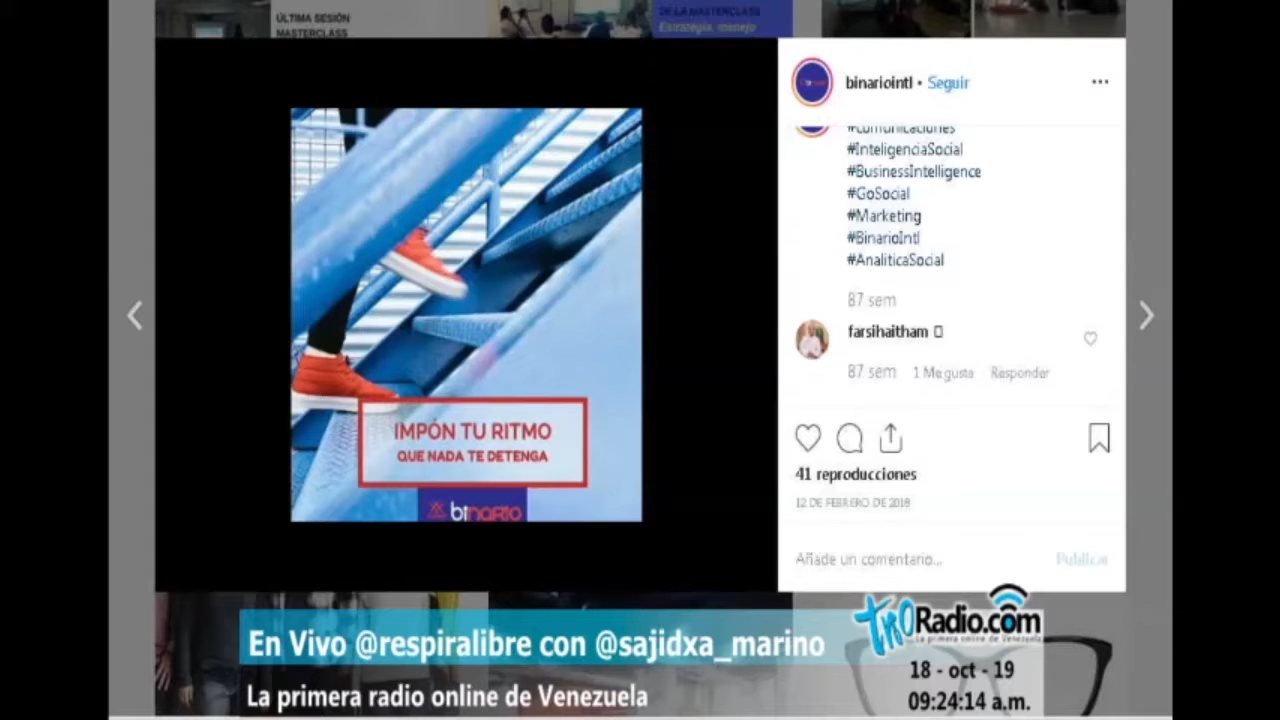 ÚLTIMA SESIÓN
MASTERCLASS
DE LA MASTERCLASS
Estrategia, manejo
binariointl • Seguir
#comunicaciones
#InteligenciaSocial
#BusinessIntelligence
#GoSocial
#Marketing
#BinarioIntl
#AnaliticaSocial
87 sem
farsihaitham
87 sem 1 Me gusta Responder
41 reproducciones
12 DE FEBRERO DE 2018
Añade un comentario... Publicar
IMPÓN TU RITMO
QUE NADA TE DETENGA
binario
En Vivo @respiralibre con @sajidxa_marino
La primera radio online de Venezuela
tnoRadio.com
La primera online de Venezuela
18 - oct - 19
09:24:14 a.m.